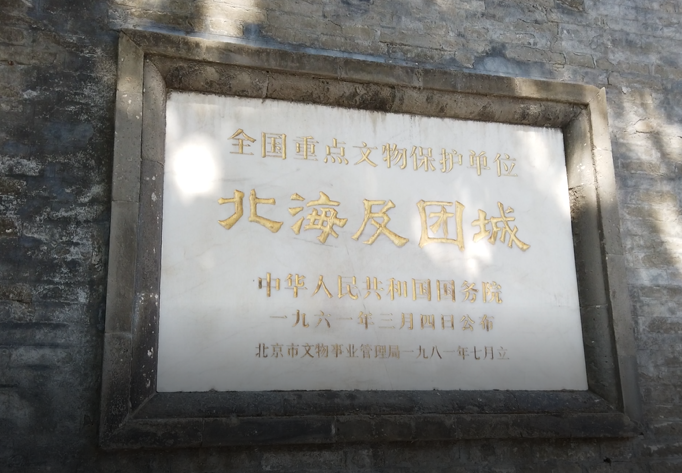 全国重点文物保护单位
北海及团城
中华人民共和国国务院
一九六一年三月四日公布
北京市文物事业管理局一九八一年七月立